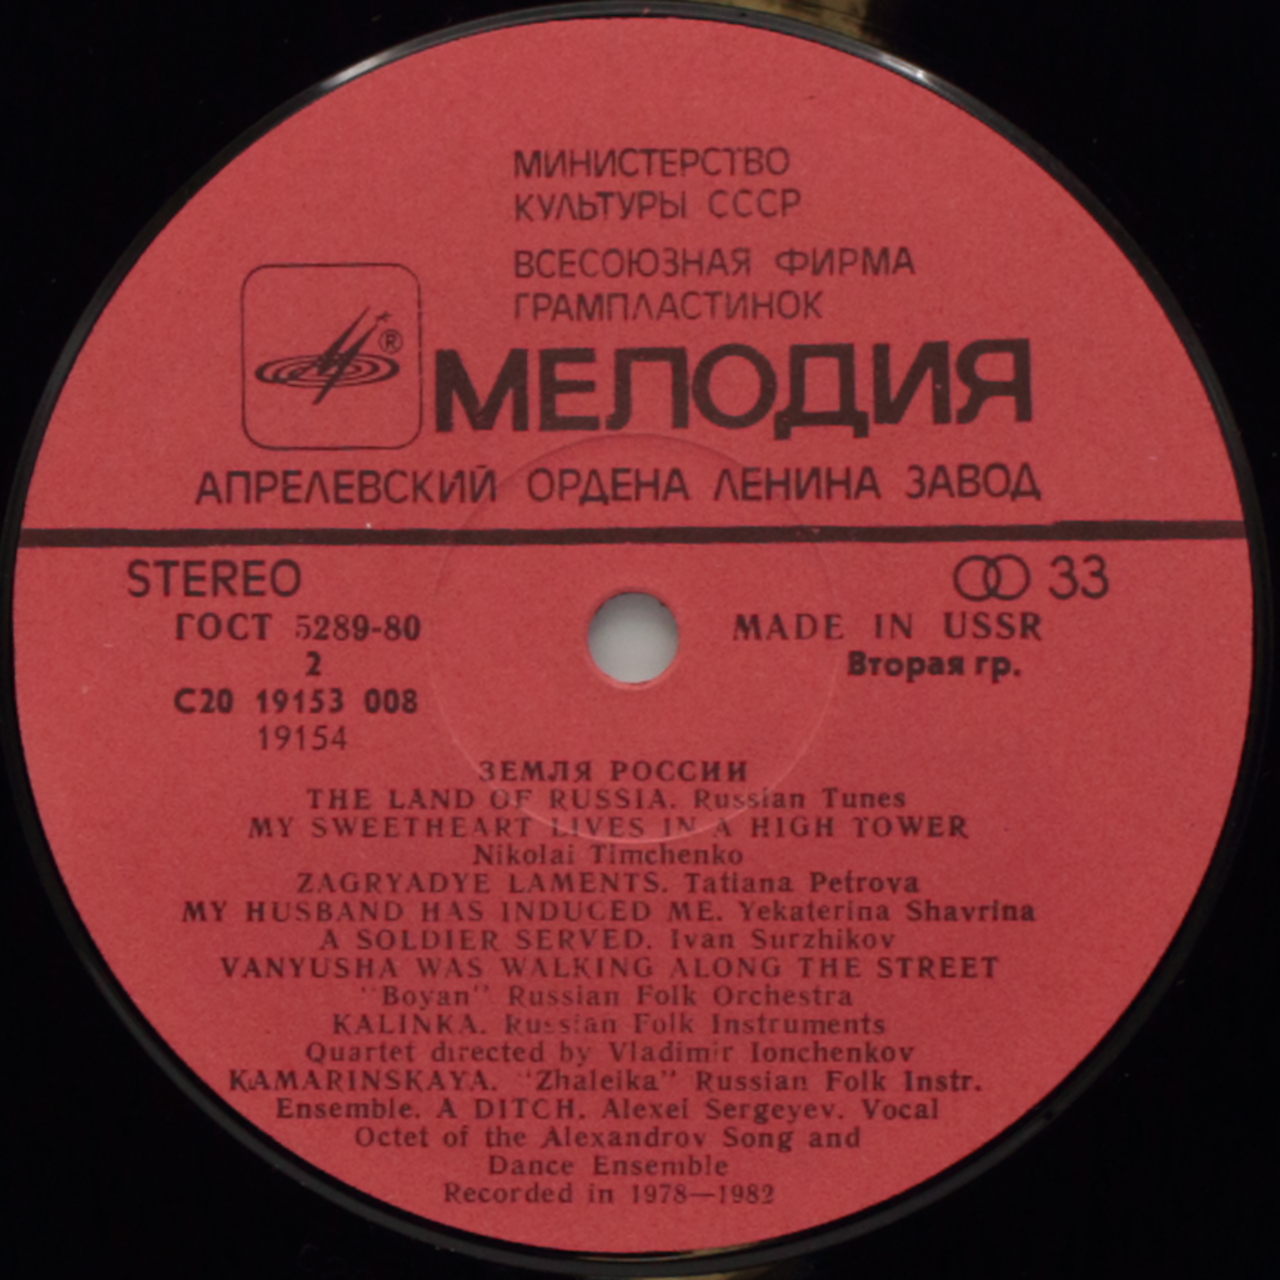 МИНИСТЕРСТВО
КУЛЬТУРЫ СССР
ВСЕСОЮЗНАЯ ФИРМА
ГРАМПЛАСТИНОК
®
МЕЛОДИЯ
АПРЕЛЕВСКИЙ ОРДЕНА ЛЕНИНА ЗАВОД
STEREO
33
ГОСТ 5289-80
MADE IN USSR
2
Вторая гр.
С20 19153 008
19154
ЗЕМЛЯ РОССИИ
THE LAND OF RUSSIA. Russian Tunes
MY SWEETHEART LIVES IN A HIGH TOWER
Nikolai Timchenko
ZAGRYADYE LAMENTS. Tatiana Petrova
MY HUSBAND HAS INDUCED ME. Yekaterina Shavrina
A SOLDIER SERVED. Ivan Surzhikov
VANYUSHA WAS WALKING ALONG THE STREET
"Boyan" Russian Folk Orchestra
KALINKA. Russian Folk Instruments
Quartet directed by Vladimir Ionchenkov
KAMARINSKAYA. "Zhaleika" Russian Folk Instr.
Ensemble. A DITCH. Alexei Sergeyev. Vocal
Octet of the Alexandrov Song and
Dance Ensemble
Recorded in 1978—1982